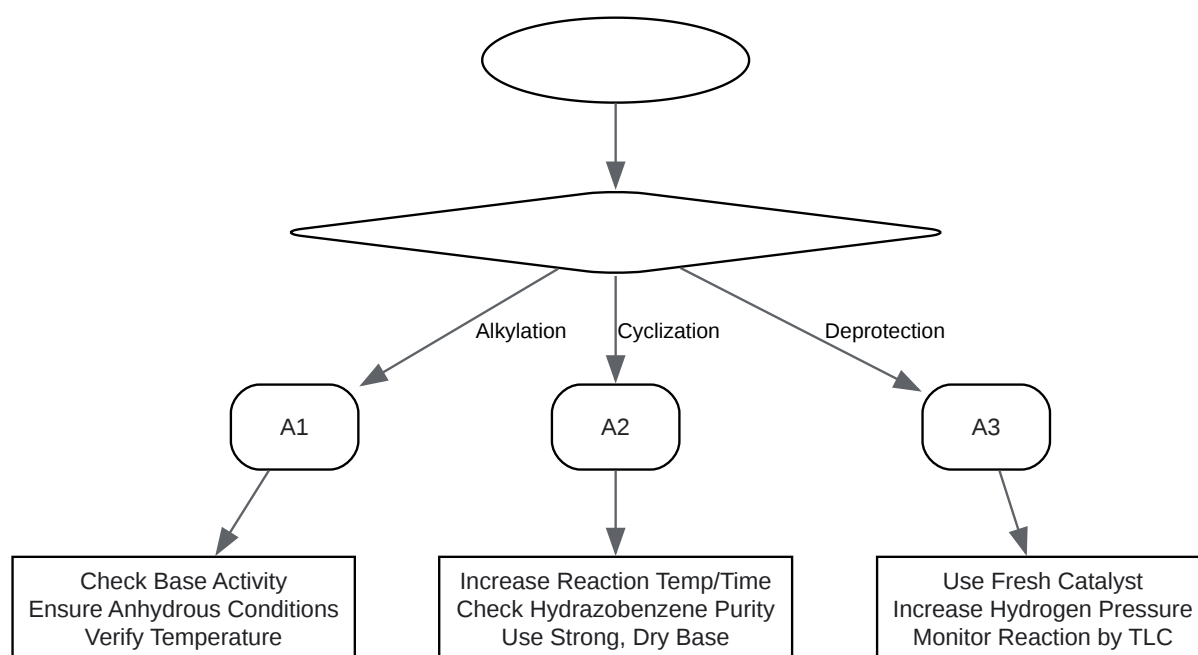 Alkylation
Cyclization
Deprotection
A1
A2
A3
Check Base Activity
Ensure Anhydrous Conditions
Verify Temperature
Increase Reaction Temp/Time
Check Hydrazobenzene Purity
Use Strong, Dry Base
Use Fresh Catalyst
Increase Hydrogen Pressure
Monitor Reaction by TLC